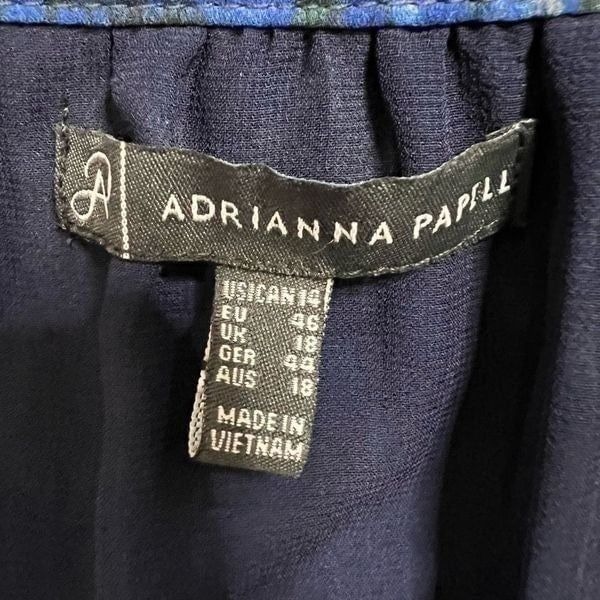 A
ADRIANNA PAPELL
US|CAN 14
EU 46
UK 18
GER 44
AUS 18
MADE IN
VIETNAM